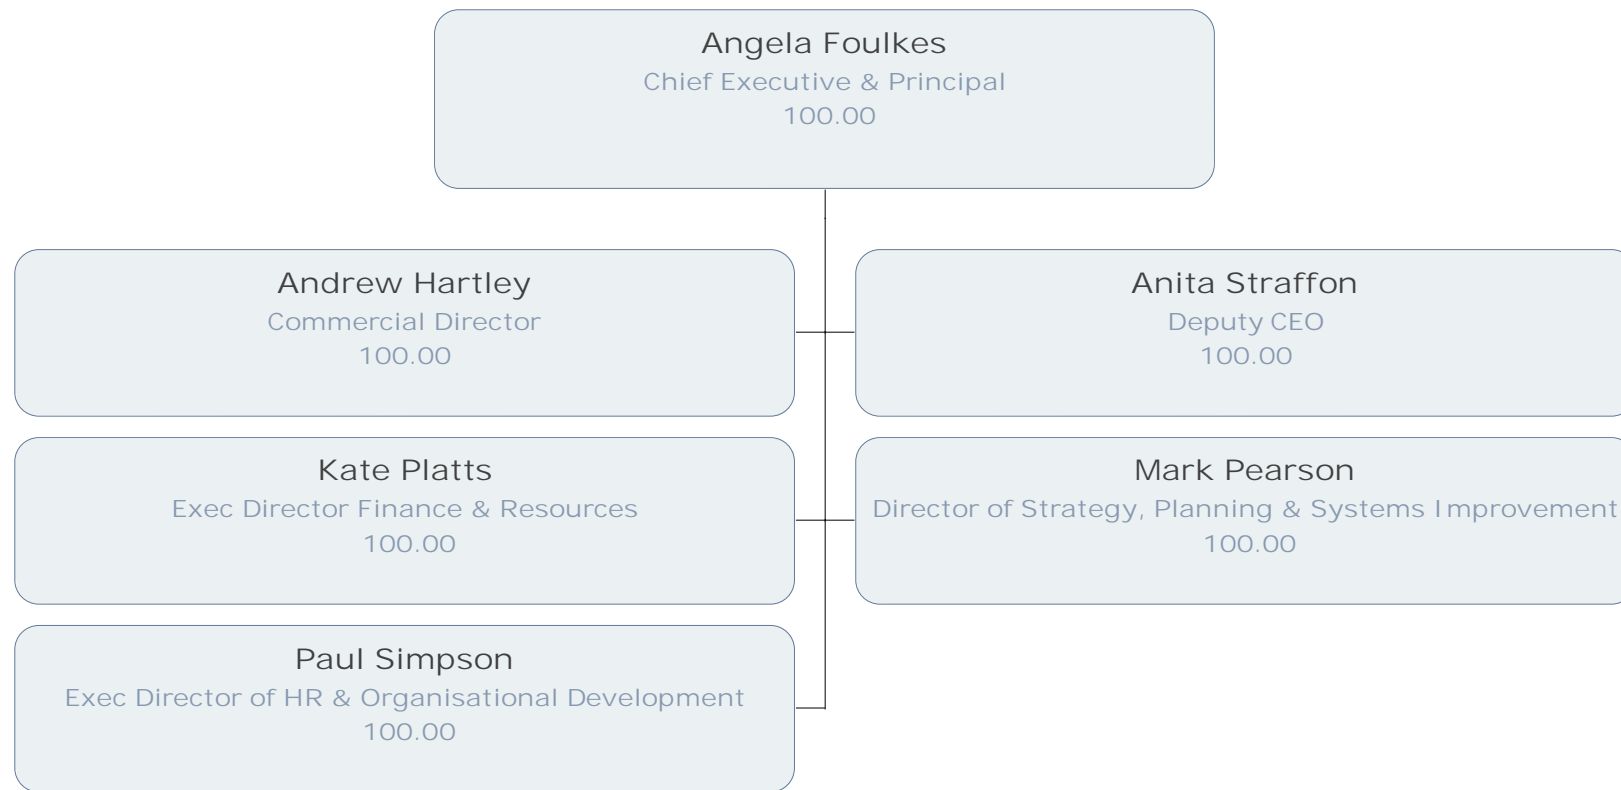 Angela Foulkes
Chief Executive & Principal
100.00
Andrew Hartley
Commercial Director
100.00
Anita Straffon
Deputy CEO
100.00
Kate Platts
Exec Director Finance & Resources
100.00
Mark Pearson
Director of Strategy, Planning & Systems Improvement
100.00
Paul Simpson
Exec Director of HR & Organisational Development
100.00